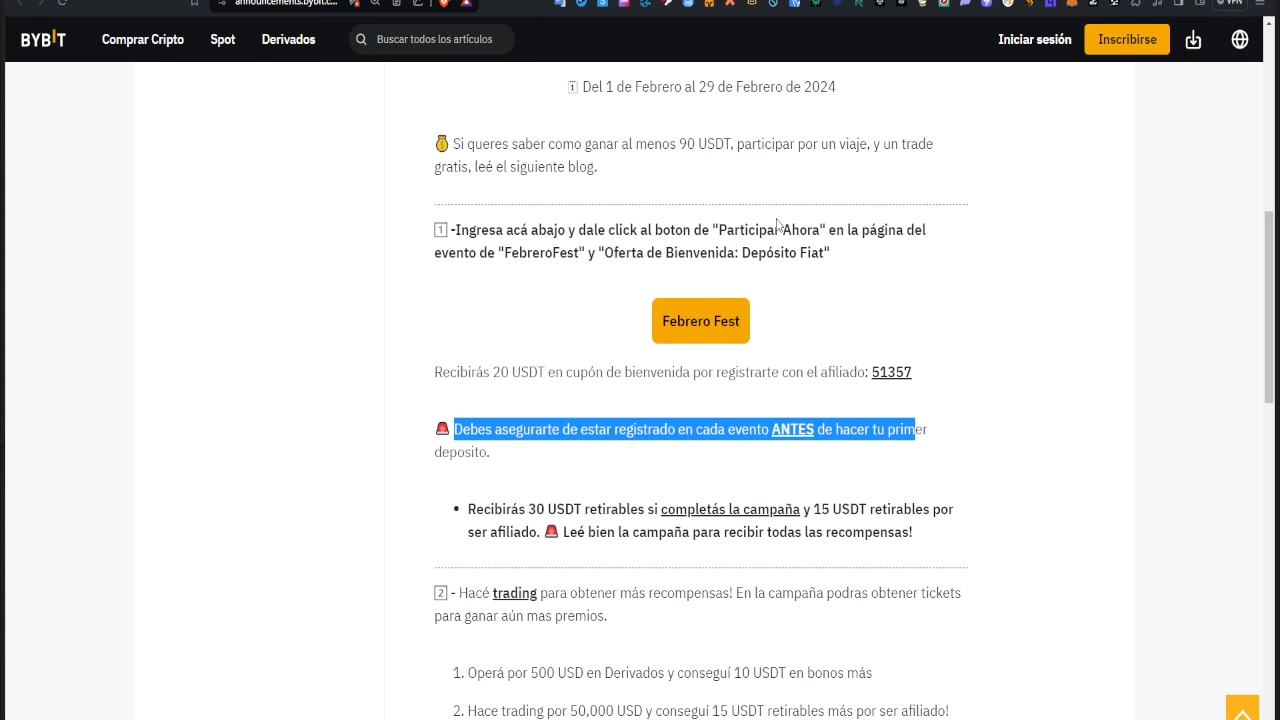 announcements.bybit.c...
VPN
BYBIT
Comprar Cripto
Spot
Derivados
Buscar todos los artículos
Iniciar sesión
Inscribirse
1 Del 1 de Febrero al 29 de Febrero de 2024
Si queres saber como ganar al menos 90 USDT, participar por un viaje, y un trade
gratis, leé el siguiente blog.
1 -Ingresa acá abajo y dale click al boton de "Participar Ahora" en la página del
evento de "FebreroFest" y "Oferta de Bienvenida: Depósito Fiat"
Febrero Fest
Recibirás 20 USDT en cupón de bienvenida por registrarte con el afiliado: 51357
🚨 Debes asegurarte de estar registrado en cada evento ANTES de hacer tu primer
deposito.
• Recibirás 30 USDT retirables si completás la campaña y 15 USDT retirables por
ser afiliado. 🚨 Leé bien la campaña para recibir todas las recompensas!
2 - Hacé trading para obtener más recompensas! En la campaña podras obtener tickets
para ganar aún mas premios.
1. Operá por 500 USD en Derivados y conseguí 10 USDT en bonos más
2. Hace trading por 50,000 USD y conseguí 15 USDT retirables más por ser afiliado!